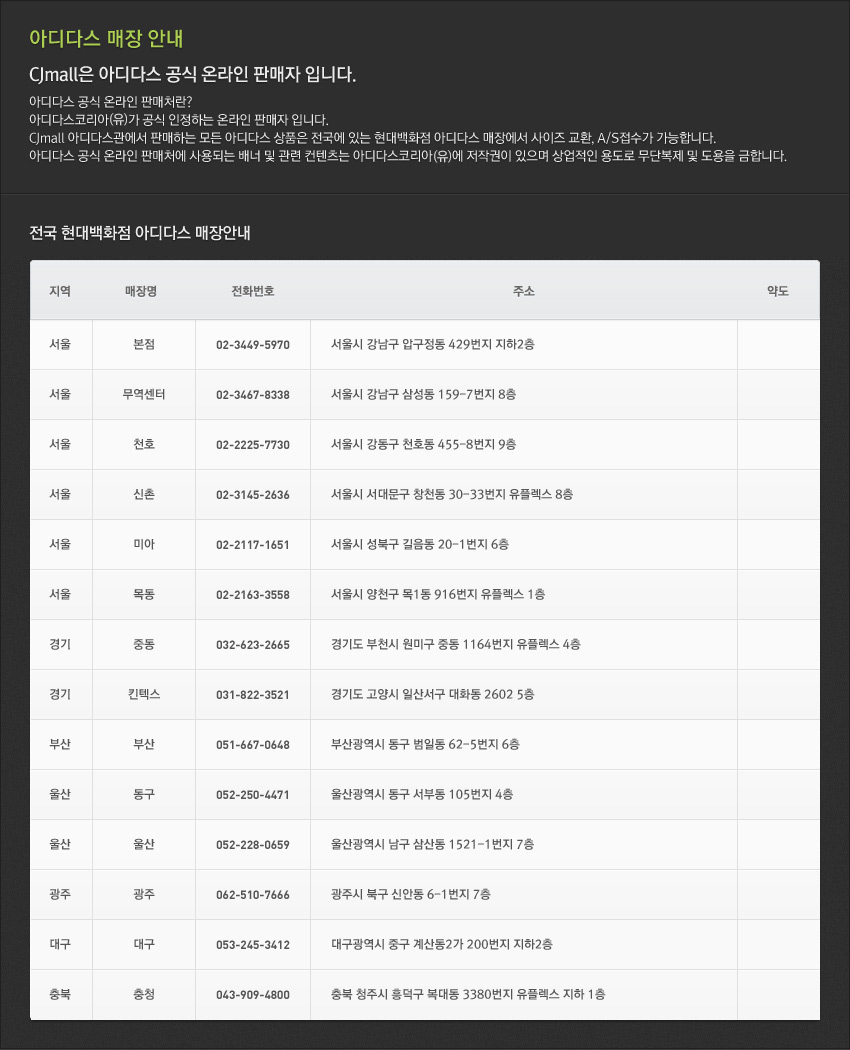 아디다스 매장 안내
CJmall은 아디다스 공식 온라인 판매자 입니다.
아디다스 공식 온라인 판매처란?
아디다스코리아(유)가 공식 인정하는 온라인 판매자 입니다.
CJmall 아디다스관에서 판매하는 모든 아디다스 상품은 전국에 있는 현대백화점 아디다스 매장에서 사이즈 교환, A/S접수가 가능합니다.
아디다스 공식 온라인 판매처에 사용되는 배너 및 관련 컨텐츠는 아디다스코리아(유)에 저작권이 있으며 상업적인 용도로 무단복제 및 도용을 금합니다.
전국 현대백화점 아디다스 매장안내
지역 매장명 전화번호 주소 약도
서울 본점 02-3449-5970 서울시 강남구 압구정동 429번지 지하2층
서울 무역센터 02-3467-8338 서울시 강남구 삼성동 159-7번지 8층
서울 천호 02-2225-7730 서울시 강동구 천호동 455-8번지 9층
서울 신촌 02-3145-2636 서울시 서대문구 창천동 30-33번지 유플렉스 8층
서울 미아 02-2117-1651 서울시 성북구 길음동 20-1번지 6층
서울 목동 02-2163-3558 서울시 양천구 목1동 916번지 유플렉스 1층
경기 중동 032-623-2665 경기도 부천시 원미구 중동 1164번지 유플렉스 4층
경기 킨텍스 031-822-3521 경기도 고양시 일산서구 대화동 2602 5층
부산 부산 051-667-0648 부산광역시 동구 범일동 62-5번지 6층
울산 동구 052-250-4471 울산광역시 동구 서부동 105번지 4층
울산 울산 052-228-0659 울산광역시 남구 삼산동 1521-1번지 7층
광주 광주 062-510-7666 광주시 북구 신안동 6-1번지 7층
대구 대구 053-245-3412 대구광역시 중구 계산동2가 200번지 지하2층
충북 충청 043-909-4800 충북 청주시 흥덕구 복대동 3380번지 유플렉스 지하 1층